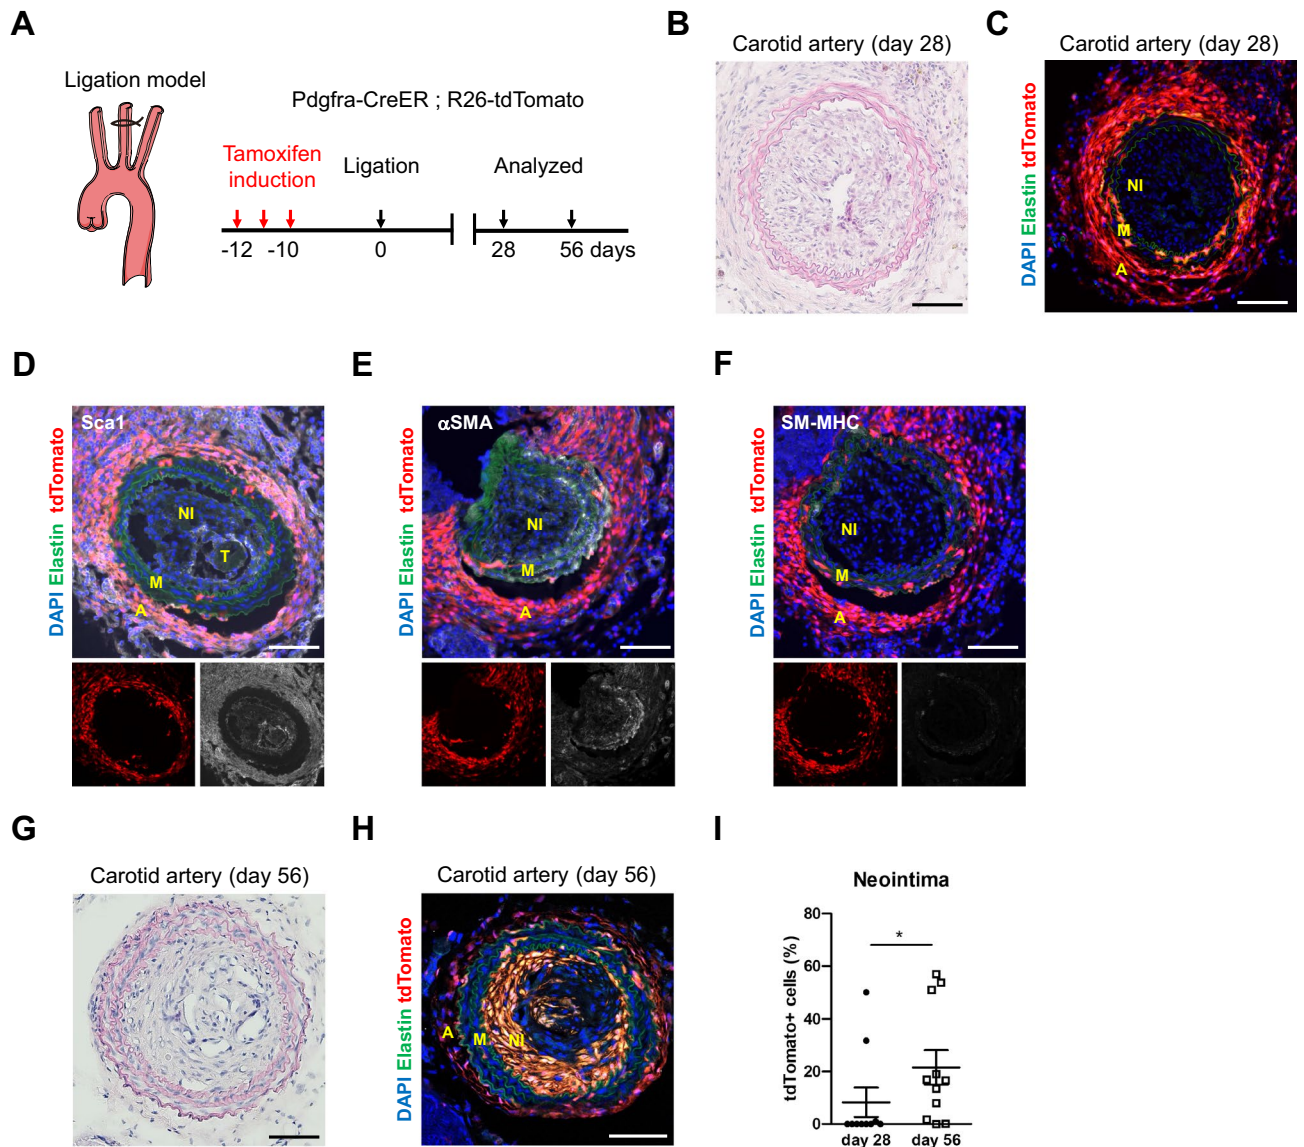 A
Ligation model
Pdgfra-CreER ; R26-tdTomato
Tamoxifen
induction
Ligation
Analyzed
-12
-10
0
28
56 days
B
Carotid artery (day 28)
C
Carotid artery (day 28)
DAPI Elastin tdTomato
NI
M
A
D
DAPI Elastin tdTomato
Sca1
NI
T
M
A
E
DAPI Elastin tdTomato
αSMA
NI
M
A
F
DAPI Elastin tdTomato
SM-MHC
NI
M
A
G
Carotid artery (day 56)
H
Carotid artery (day 56)
DAPI Elastin tdTomato
A M NI
I
Neointima
tdTomato+ cells (%)
80
60
40
20
0
*
day 28
day 56